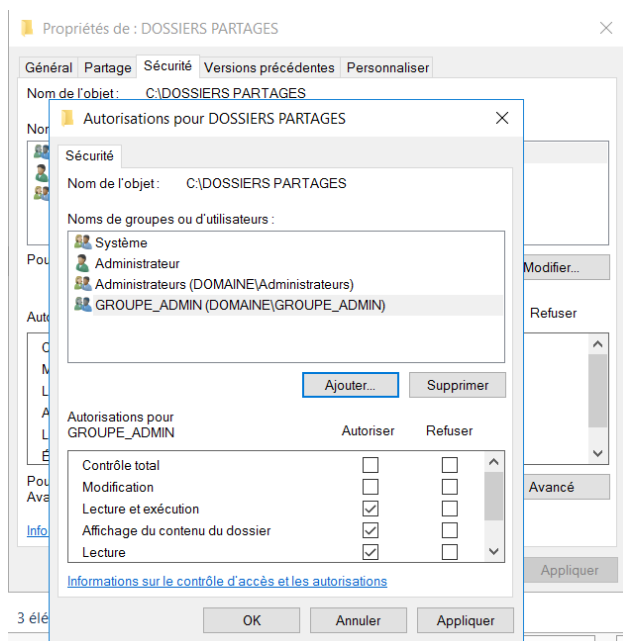 Propriétés de : DOSSIERS PARTAGES
Général Partage Sécurité Versions précédentes Personnaliser
Nom de l'objet : C:\DOSSIERS PARTAGES
Autorisations pour DOSSIERS PARTAGES
Sécurité
Nom de l'objet : C:\DOSSIERS PARTAGES
Noms de groupes ou d'utilisateurs :
Système
Administrateur
Administrateurs (DOMAINE\Administrateurs)
GROUPE_ADMIN (DOMAINE\GROUPE_ADMIN)
Modifier...
Refuser
Ajouter... Supprimer
Autorisations pour
GROUPE_ADMIN Autoriser Refuser
Contrôle total
Modification
Lecture et exécution
Affichage du contenu du dossier
Lecture
Avancé
Informations sur le contrôle d'accès et les autorisations
Appliquer
OK Annuler Appliquer